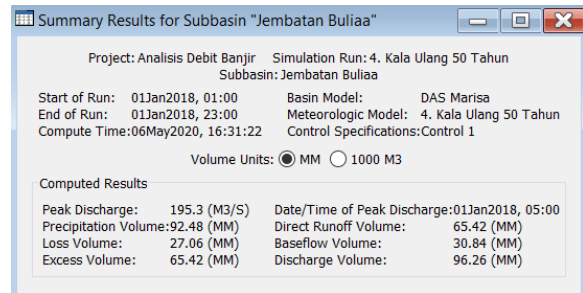 Summary Results for Subbasin "Jembatan Buliaa"
Project: Analisis Debit Banjir Simulation Run: 4. Kala Ulang 50 Tahun
Subbasin: Jembatan Buliaa
Start of Run: 01Jan2018, 01:00 Basin Model: DAS Marisa
End of Run: 01Jan2018, 23:00 Meteorologic Model: 4. Kala Ulang 50 Tahun
Compute Time:06May2020, 16:31:22 Control Specifications:Control 1
Volume Units: MM 1000 M3
Computed Results
Peak Discharge: 195.3 (M3/S) Date/Time of Peak Discharge:01Jan2018, 05:00
Precipitation Volume:92.48 (MM) Direct Runoff Volume: 65.42 (MM)
Loss Volume: 27.06 (MM) Baseflow Volume: 30.84 (MM)
Excess Volume: 65.42 (MM) Discharge Volume: 96.26 (MM)